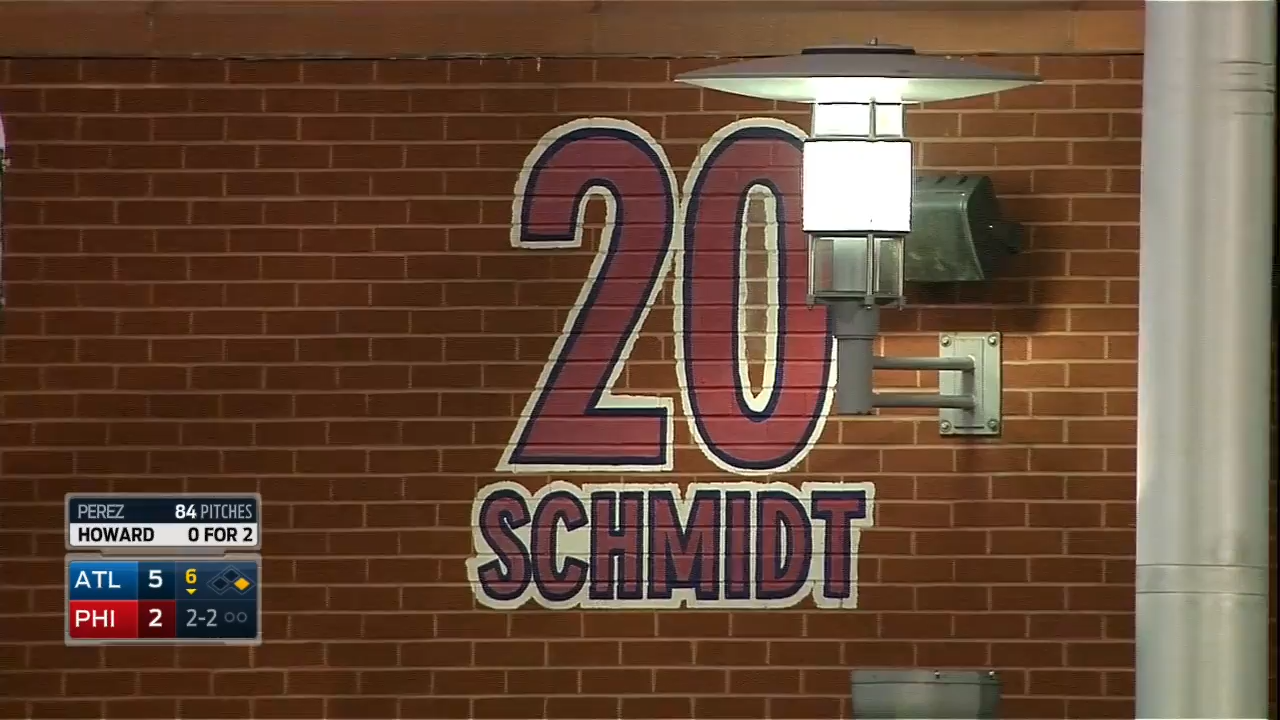 20
SCHMIDT
PEREZ 84 PITCHES
HOWARD 0 FOR 2
ATL 5 6
PHI 2 2-2